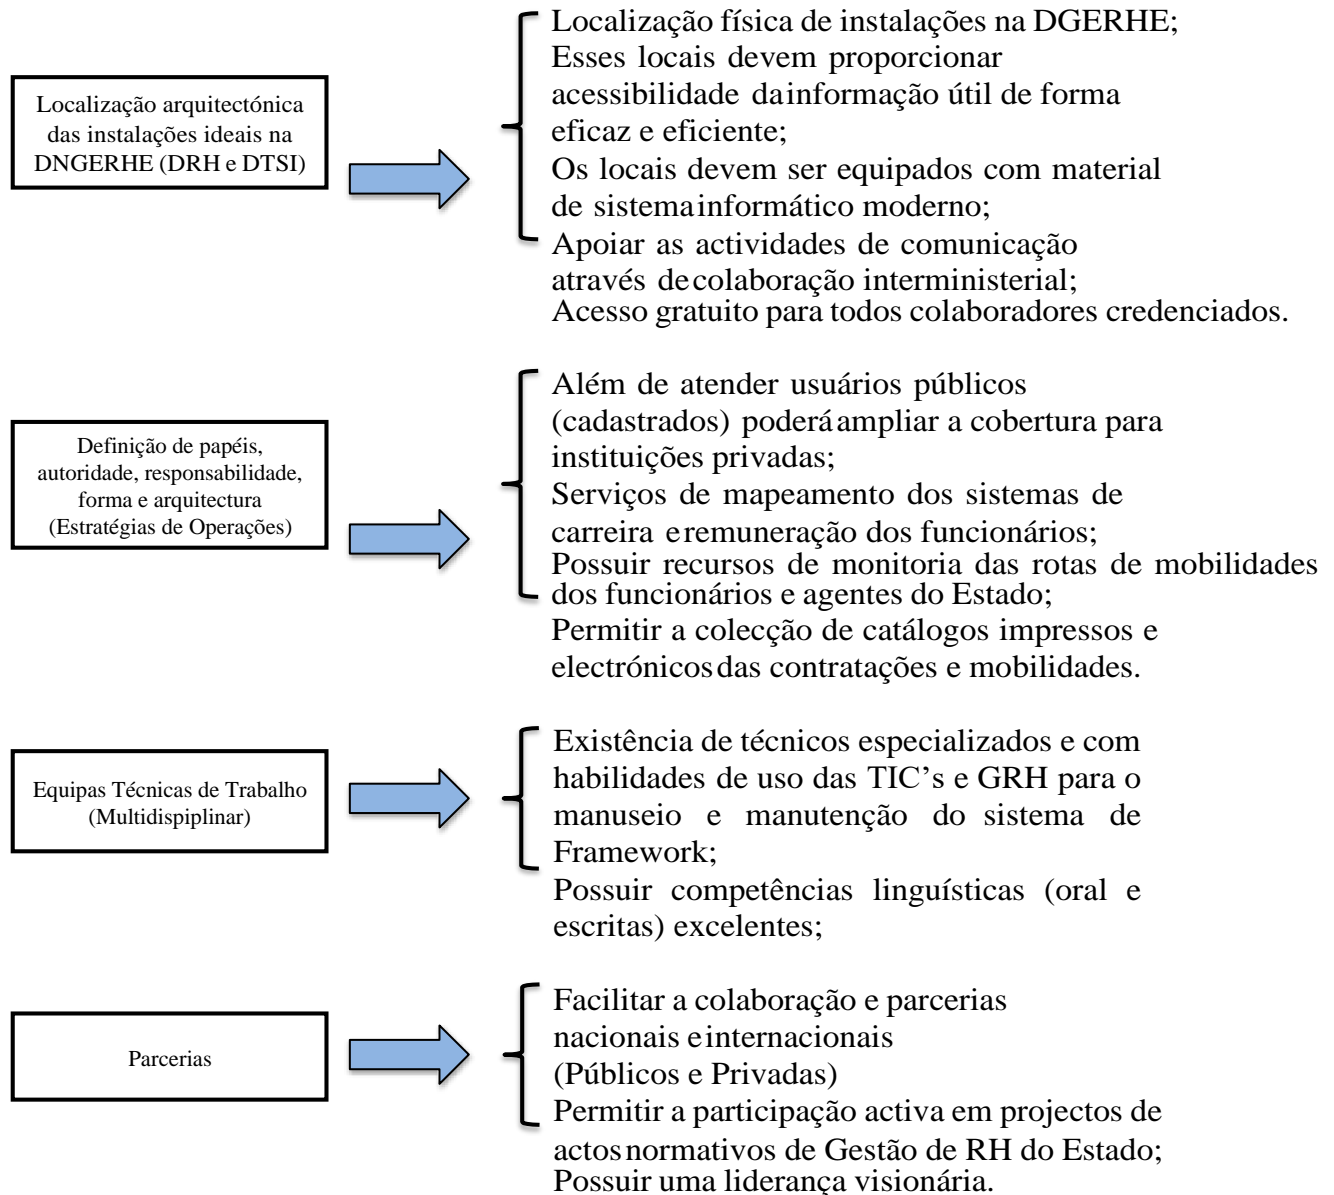 Localização arquitectónica
das instalações ideais na
DNGERHE (DRH e DTSI)
Localização física de instalações na DGERHE;
Esses locais devem proporcionar
acessibilidade dainformação útil de forma
eficaz e eficiente;
Os locais devem ser equipados com material
de sistemainformático moderno;
Apoiar as actividades de comunicação
através decolaboração interministerial;
Acesso gratuito para todos colaboradores credenciados.
Definição de papéis,
autoridade, responsabilidade,
forma e arquitectura
(Estratégias de Operações)
Além de atender usuários públicos
(cadastrados) poderáampliar a cobertura para
instituições privadas;
Serviços de mapeamento dos sistemas de
carreira eremuneração dos funcionários;
Possuir recursos de monitoria das rotas de mobilidades
dos funcionários e agentes do Estado;
Permitir a colecção de catálogos impressos e
electrónicosdas contratações e mobilidades.
Equipas Técnicas de Trabalho
(Multidispiplinar)
Existência de técnicos especializados e com
habilidades de uso das TIC’s e GRH para o
manuseio e manutenção do sistema de
Framework;
Possuir competências linguísticas (oral e
escritas) excelentes;
Parcerias
Facilitar a colaboração e parcerias
nacionais einternacionais
(Públicos e Privadas)
Permitir a participação activa em projectos de
actosnormativos de Gestão de RH do Estado;
Possuir uma liderança visionária.